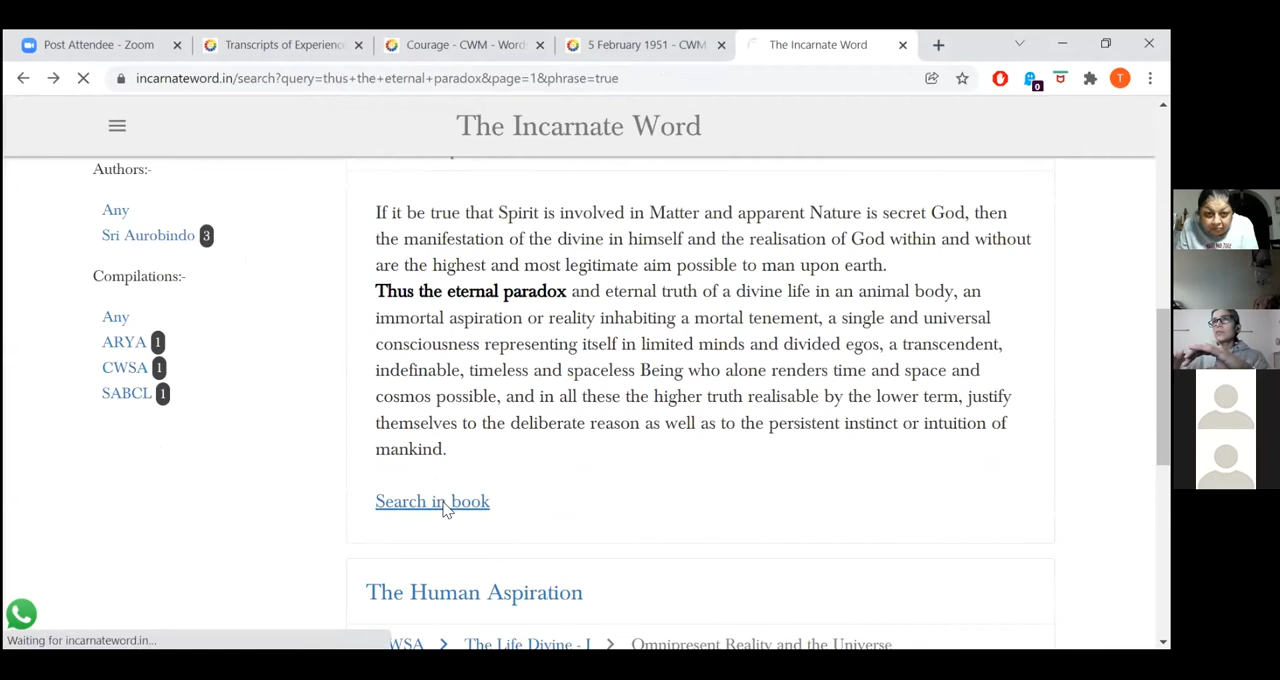 Post Attendee - Zoom
Transcripts of Experienc
Courage - CWM - Word
5 February 1951 - CWM
The Incarnate Word
incarnateword.in/search?query=thus+the+eternal+paradox&page=1&phrase=true
0
T
The Incarnate Word
Authors:-
Any
Sri Aurobindo 3
Compilations:-
Any
ARYA 1
CWSA 1
SABCL 1
If it be true that Spirit is involved in Matter and apparent Nature is secret God, then
the manifestation of the divine in himself and the realisation of God within and without
are the highest and most legitimate aim possible to man upon earth.
Thus the eternal paradox and eternal truth of a divine life in an animal body, an
immortal aspiration or reality inhabiting a mortal tenement, a single and universal
consciousness representing itself in limited minds and divided egos, a transcendent,
indefinable, timeless and spaceless Being who alone renders time and space and
cosmos possible, and in all these the higher truth realisable by the lower term, justify
themselves to the deliberate reason as well as to the persistent instinct or intuition of
mankind.
Search in book
The Human Aspiration
WSA > The Life Divine - I > Omnipresent Reality and the Universe
Waiting for incarnateword.in...